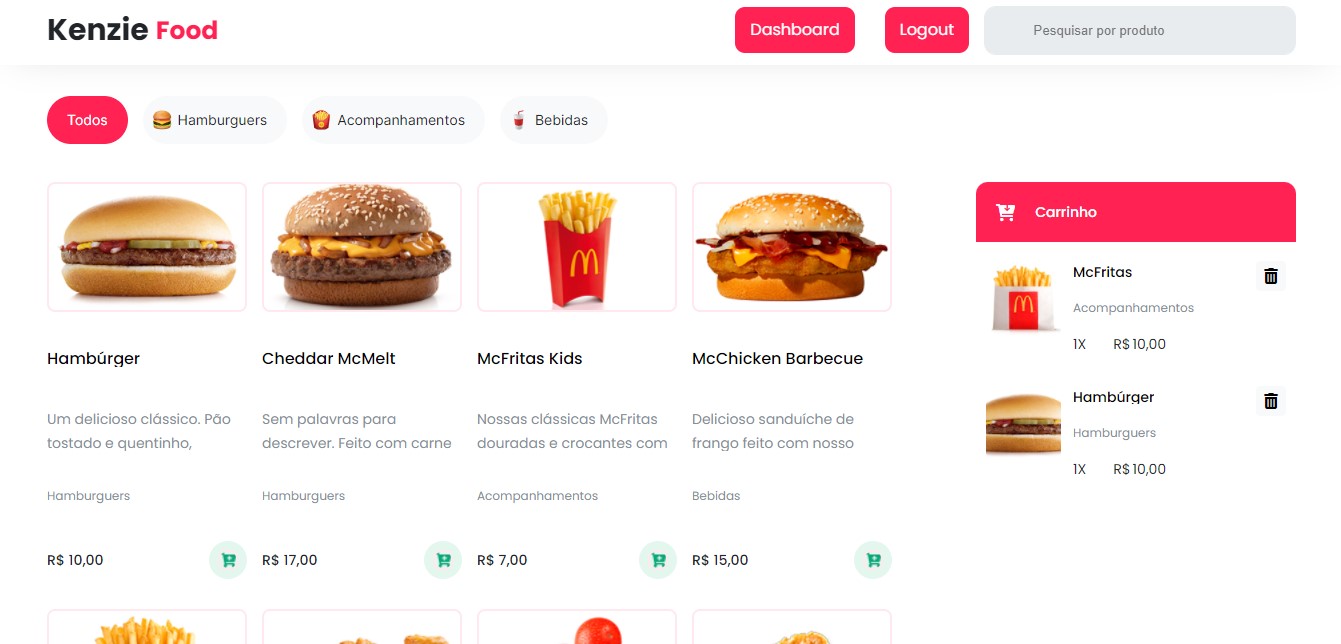 Kenzie Food
Dashboard
Logout
Pesquisar por produto
Todos
Hamburguers
Acompanhamentos
Bebidas
Hambúrger
Um delicioso clássico. Pão
tostado e quentinho,
Hamburguers
R$ 10,00
Cheddar McMelt
Sem palavras para
descrever. Feito com carne
Hamburguers
R$ 17,00
McFritas Kids
Nossas clássicas McFritas
douradas e crocantes com
Acompanhamentos
R$ 7,00
McChicken Barbecue
Delicioso sanduíche de
frango feito com nosso
Bebidas
R$ 15,00
Carrinho
McFritas
Acompanhamentos
1X R$ 10,00
Hambúrger
Hamburguers
1X R$ 10,00